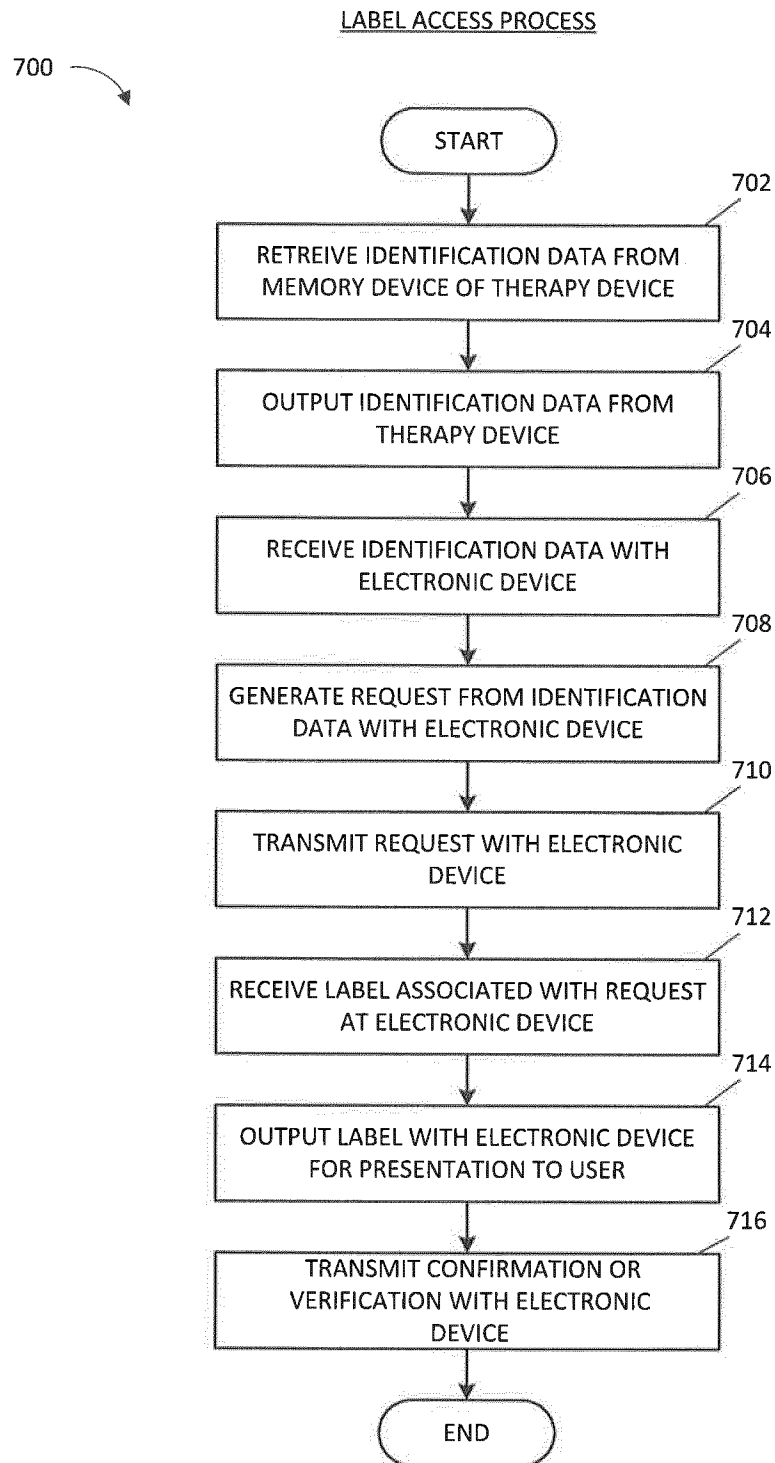 LABEL ACCESS PROCESS
700
START
702
RETREIVE IDENTIFICATION DATA FROM
MEMORY DEVICE OF THERAPY DEVICE
704
OUTPUT IDENTIFICATION DATA FROM
THERAPY DEVICE
706
RECEIVE IDENTIFICATION DATA WITH
ELECTRONIC DEVICE
708
GENERATE REQUEST FROM IDENTIFICATION
DATA WITH ELECTRONIC DEVICE
710
TRANSMIT REQUEST WITH ELECTRONIC
DEVICE
712
RECEIVE LABEL ASSOCIATED WITH REQUEST
AT ELECTRONIC DEVICE
714
OUTPUT LABEL WITH ELECTRONIC DEVICE
FOR PRESENTATION TO USER
716
TRANSMIT CONFIRMATION OR
VERIFICATION WITH ELECTRONIC
DEVICE
END